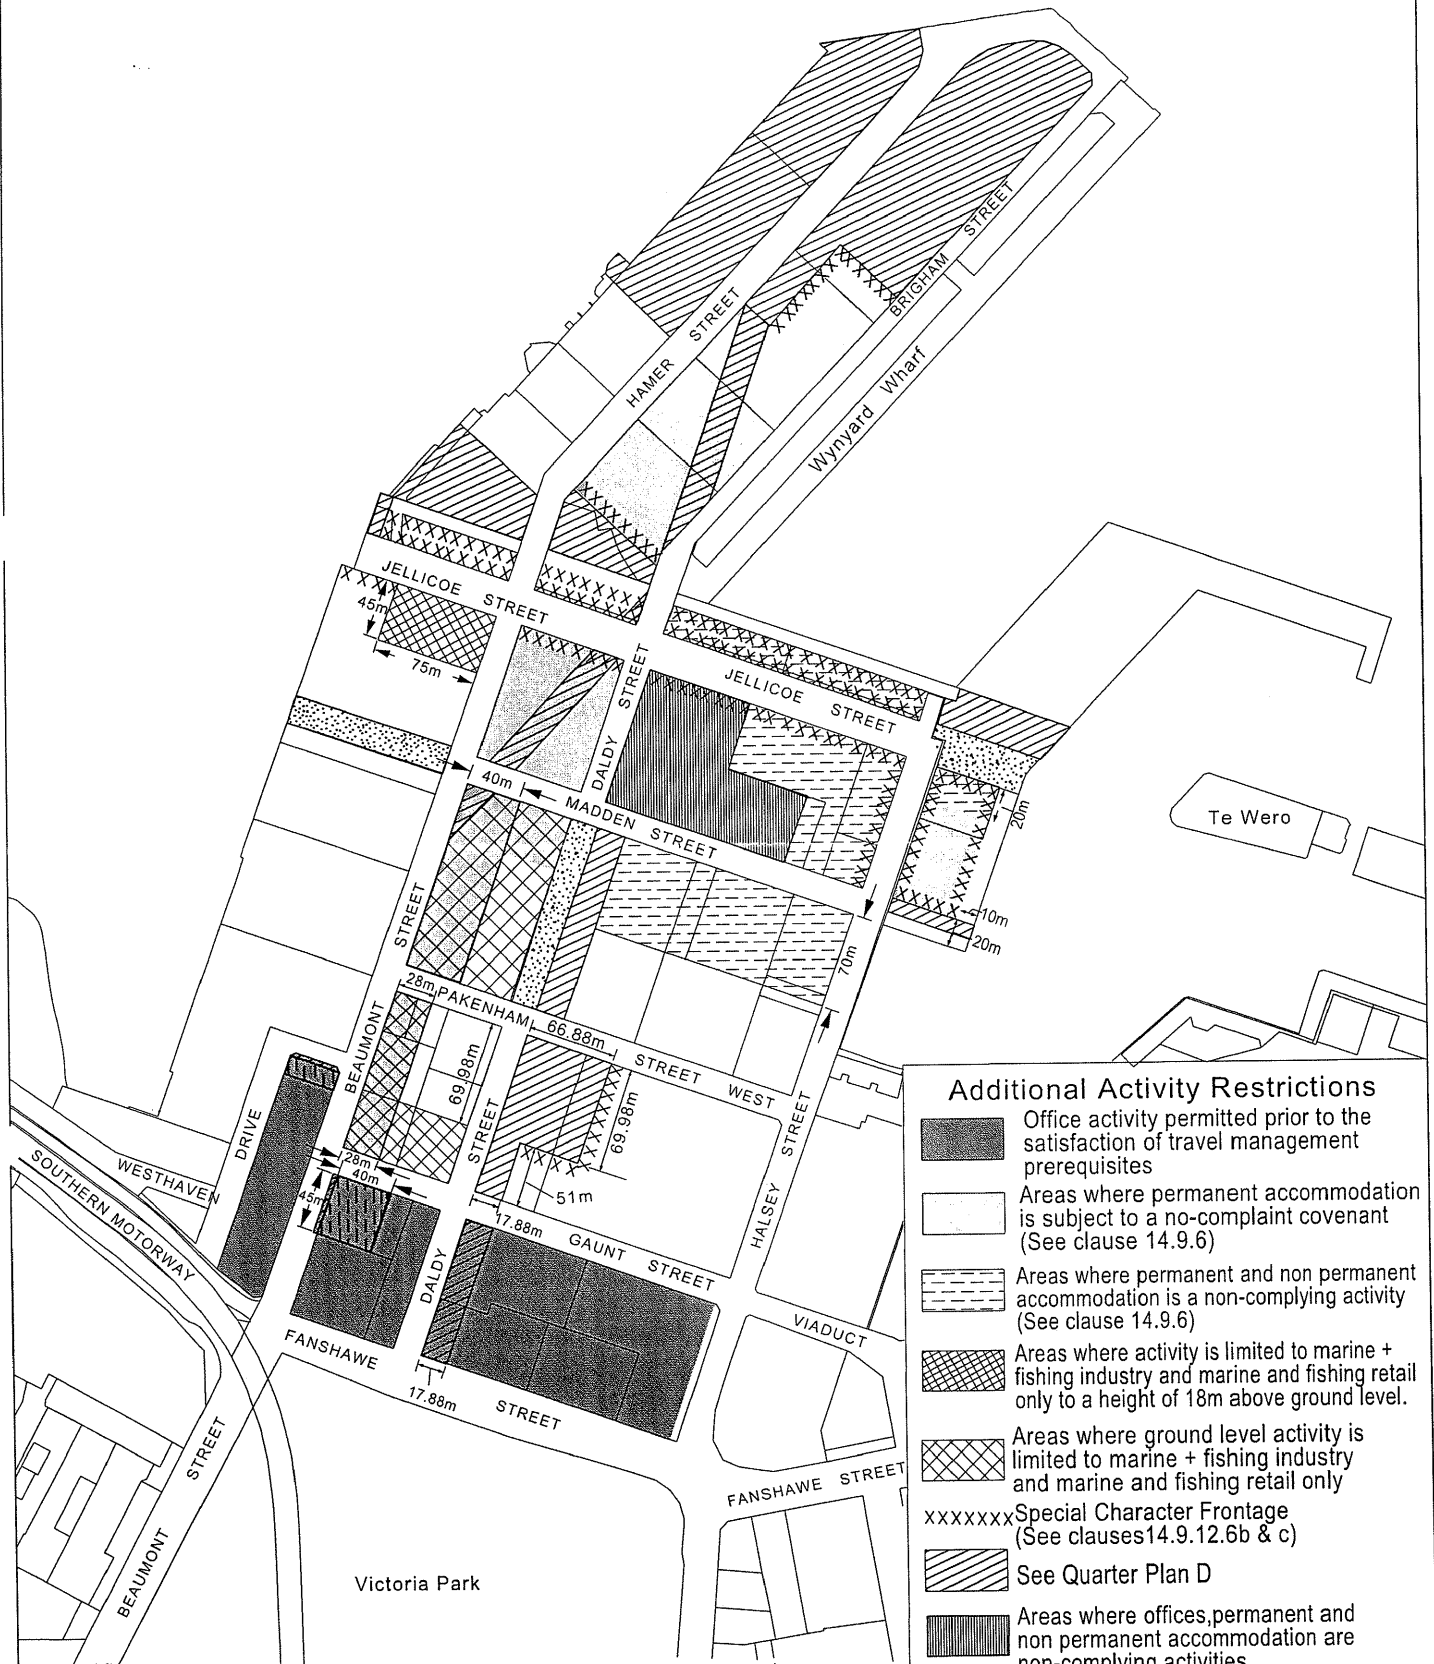 BRIGHAM STREET
HAMER STREET
Wynyard Wharf
JELLICOE STREET
45m
75m
JELLICOE STREET
DALDY STREET
40m
MADDEN STREET
Te Wero
20m
10m
20m
70m
BEAUMONT STREET
28m
PAKENHAM STREET WEST
66.88m
69.98m
69.98m
HALSEY STREET
WESTHAVEN DRIVE
SOUTHERN MOTORWAY
28m
40m
45m
51m
17.88m
GAUNT STREET
DALDY STREET
VIADUCT
FANSHAWE STREET
17.88m
FANSHAWE STREET
BEAUMONT STREET
Victoria Park
Additional Activity Restrictions
Office activity permitted prior to the
satisfaction of travel management
prerequisites
Areas where permanent accommodation
is subject to a no-complaint covenant
(See clause 14.9.6)
Areas where permanent and non permanent
accommodation is a non-complying activity
(See clause 14.9.6)
Areas where activity is limited to marine +
fishing industry and marine and fishing retail
only to a height of 18m above ground level.
Areas where ground level activity is
limited to marine + fishing industry
and marine and fishing retail only
xxxxxxx Special Character Frontage
(See clauses14.9.12.6b & c)
See Quarter Plan D
Areas where offices,permanent and
non permanent accommodation are
non-complying activities